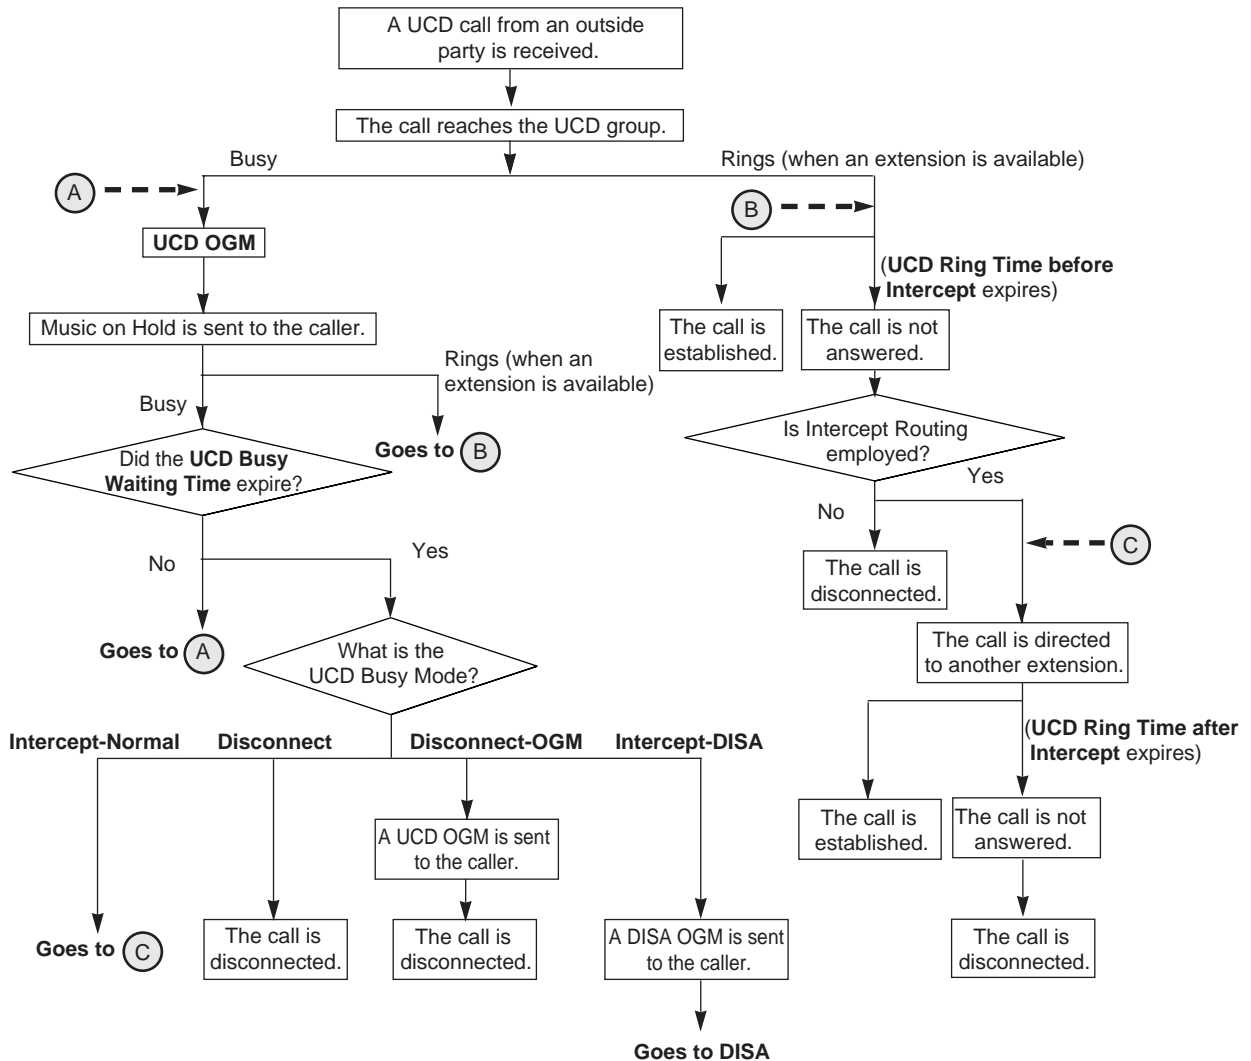 A UCD call from an outside
party is received.
The call reaches the UCD group.
Busy
Rings (when an extension is available)
A
B
UCD OGM
(UCD Ring Time before
Intercept expires)
Music on Hold is sent to the caller.
The call is
established.
The call is not
answered.
Rings (when an
extension is available)
Busy
Goes to B
Is Intercept Routing
employed?
Did the UCD Busy
Waiting Time expire?
Yes
No
C
No
Yes
The call is
disconnected.
Goes to A
What is the
UCD Busy Mode?
The call is directed
to another extension.
Intercept-Normal
Disconnect
Disconnect-OGM
Intercept-DISA
(UCD Ring Time after
Intercept expires)
The call is
established.
The call is not
answered.
A UCD OGM is sent
to the caller.
Goes to C
The call is
disconnected.
The call is
disconnected.
A DISA OGM is sent
to the caller.
The call is
disconnected.
Goes to DISA